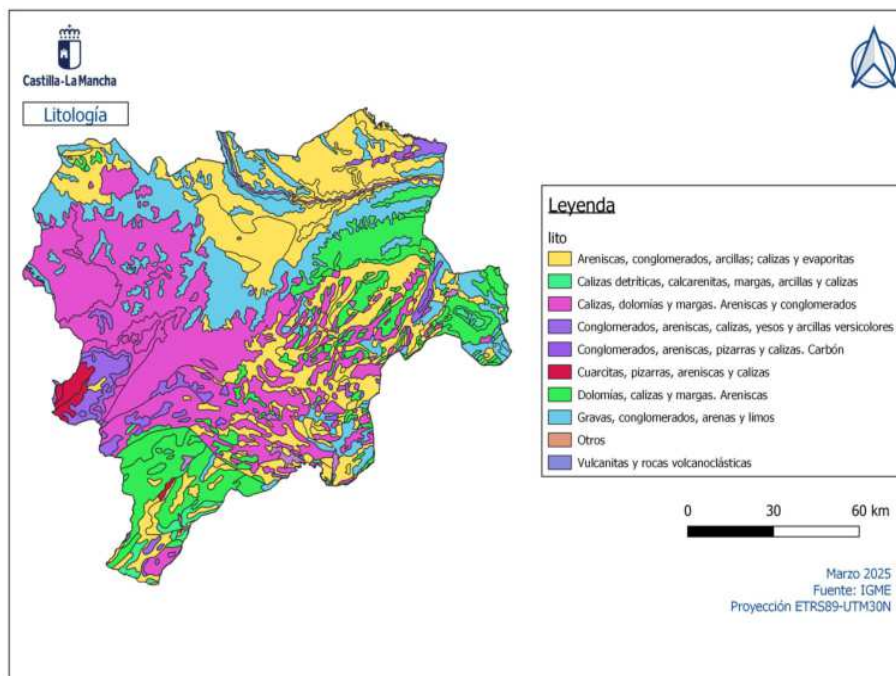 Castilla-La Mancha
Litología
Leyenda
lito
Areniscas, conglomerados, arcillas; calizas y evaporitas
Calizas detríticas, calcarenitas, margas, arcillas y calizas
Calizas, dolomías y margas. Areniscas y conglomerados
Conglomerados, areniscas, calizas, yesos y arcillas versicolores
Conglomerados, areniscas, pizarras y calizas. Carbón
Cuarcitas, pizarras, areniscas y calizas
Dolomías, calizas y margas. Areniscas
Gravas, conglomerados, arenas y limos
Otros
Vulcanitas y rocas volcanoclásticas
0 30 60 km
Marzo 2025
Fuente: IGME
Proyección ETRS89-UTM30N